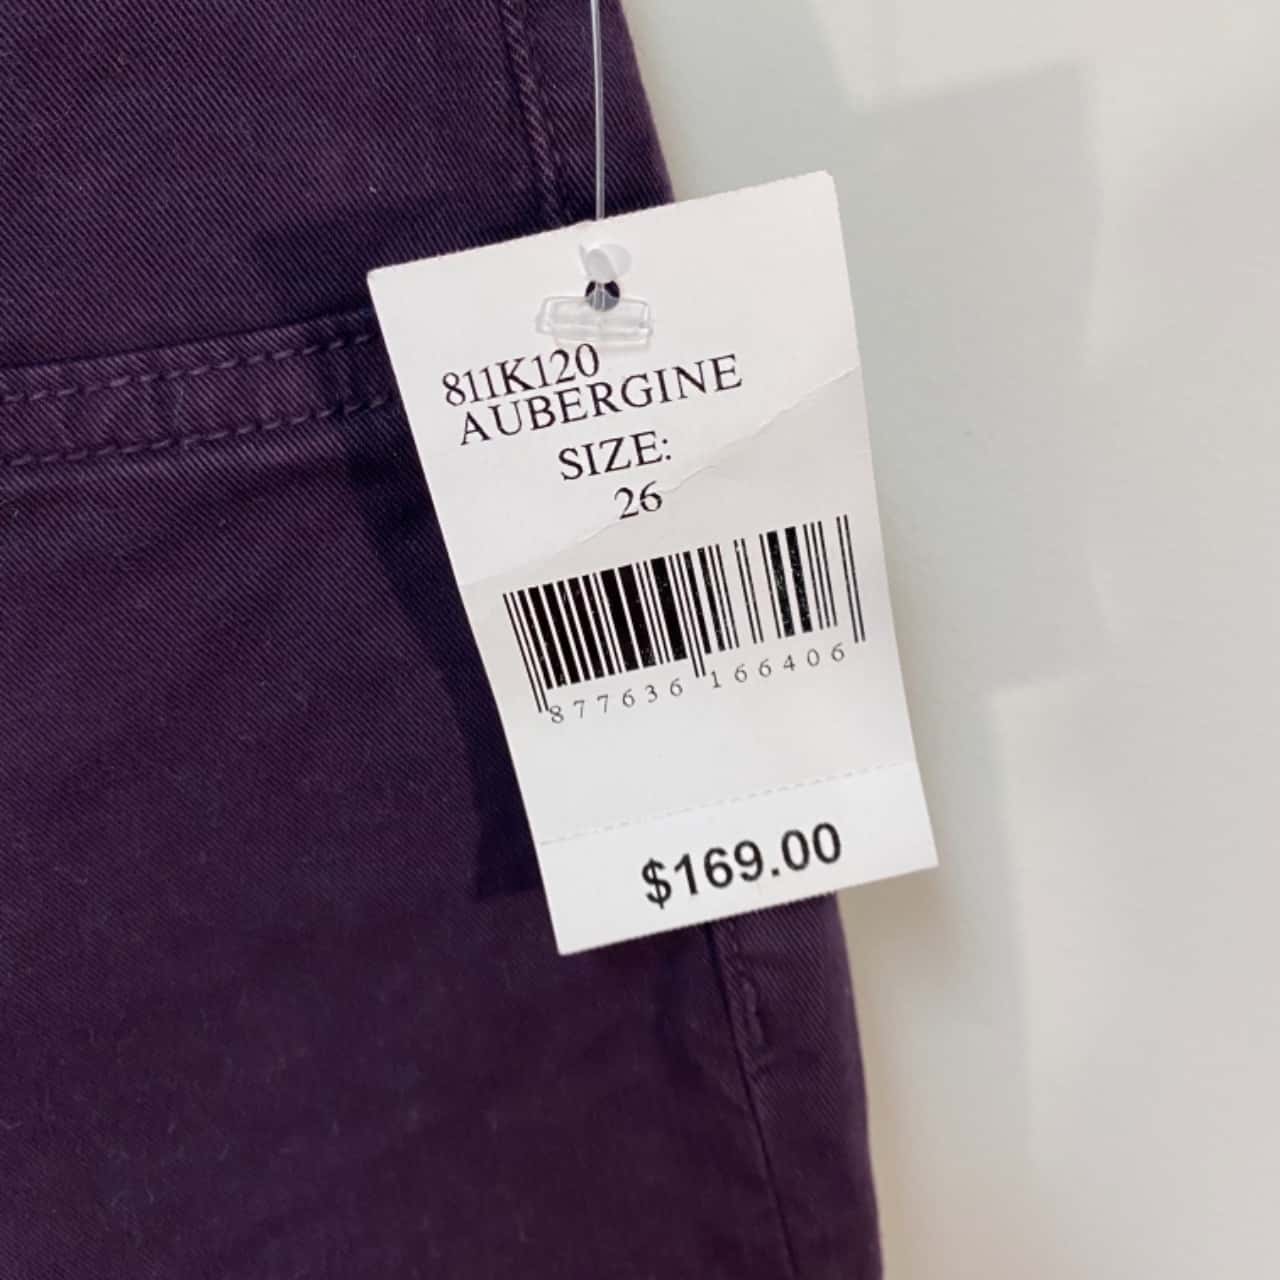 811K120
AUBERGINE
SIZE:
26
877636 166406
$169.00